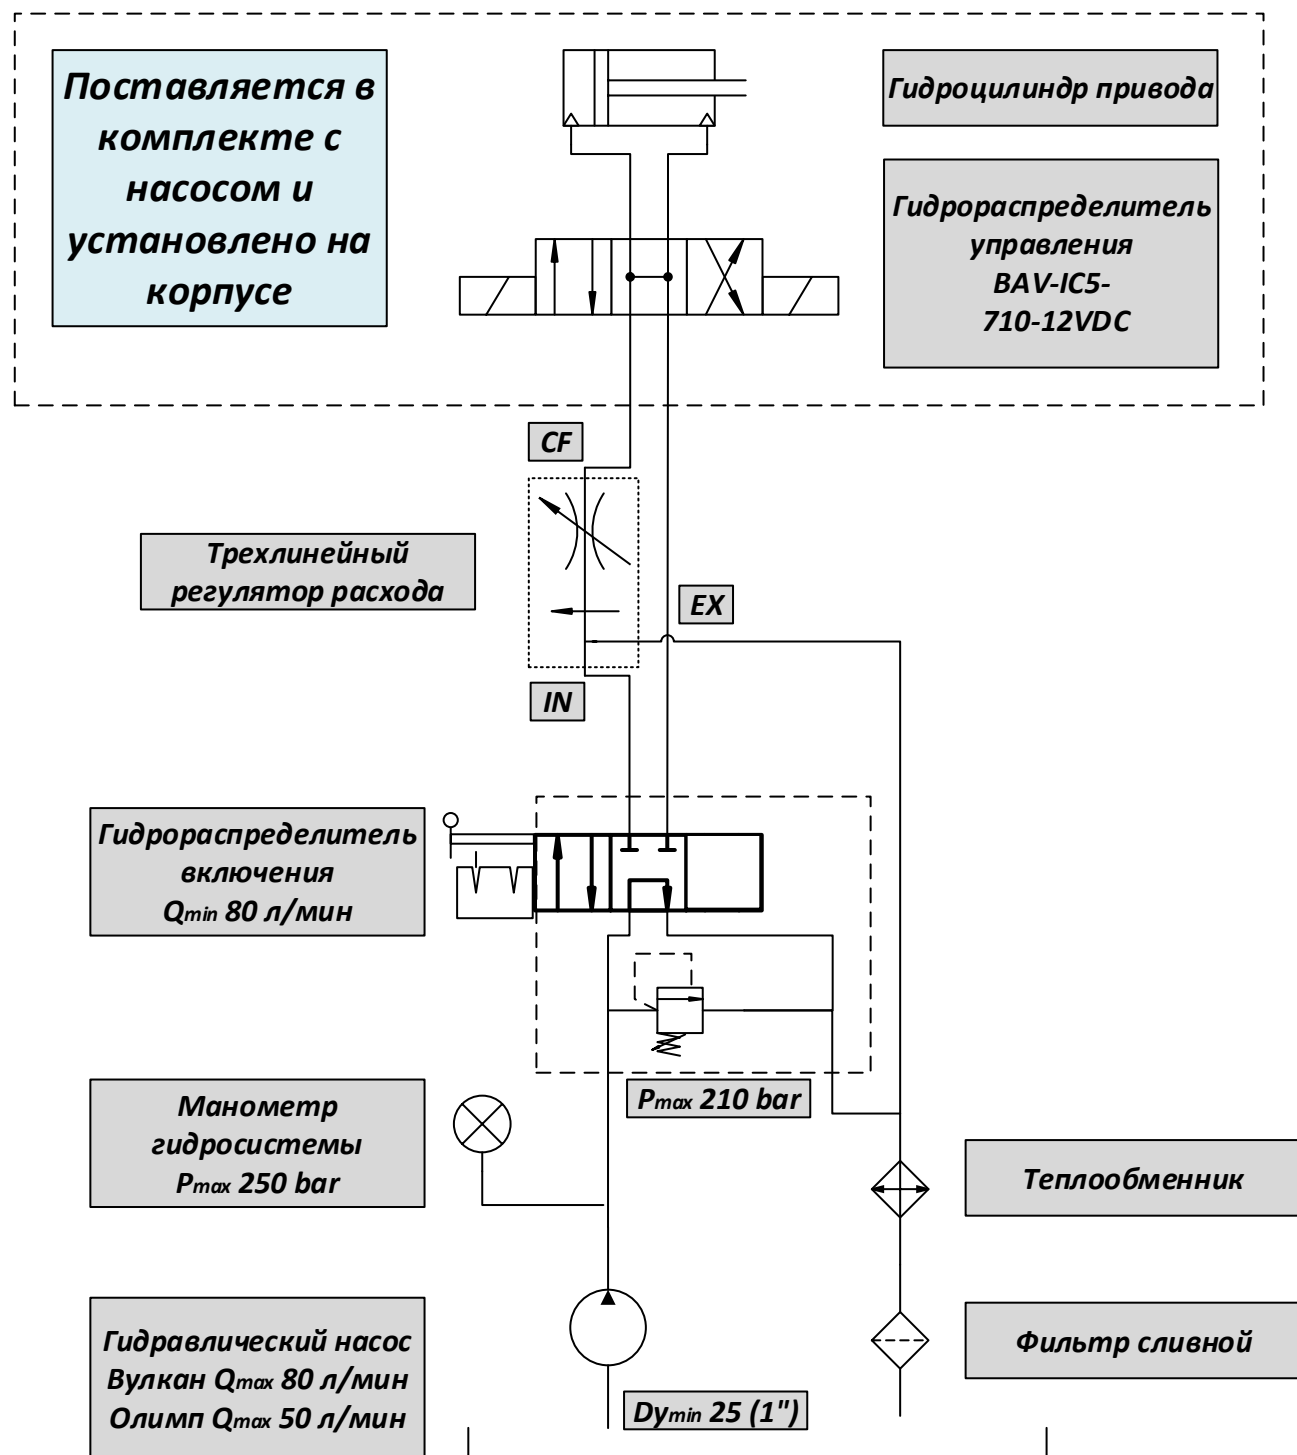 Поставляется в
комплекте с
насосом и
установлено на
корпусе
Гидроцилиндр привода
Гидрораспределитель
управления
BAV-IC5-
710-12VDC
CF
Трехлинейный
регулятор расхода
EX
IN
Гидрораспределитель
включения
Qmin 80 л/мин
Pmax 210 bar
Манометр
гидросистемы
Pmax 250 bar
Теплообменник
Гидравлический насос
Вулкан Qmax 80 л/мин
Олимп Qmax 50 л/мин
Фильтр сливной
Dymin 25 (1")